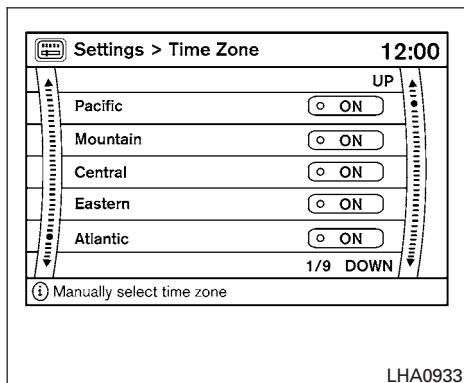 Settings > Time Zone 12:00
UP
Pacific ON
Mountain ON
Central ON
Eastern ON
Atlantic ON
1/9 DOWN
i Manually select time zone
LHA0933